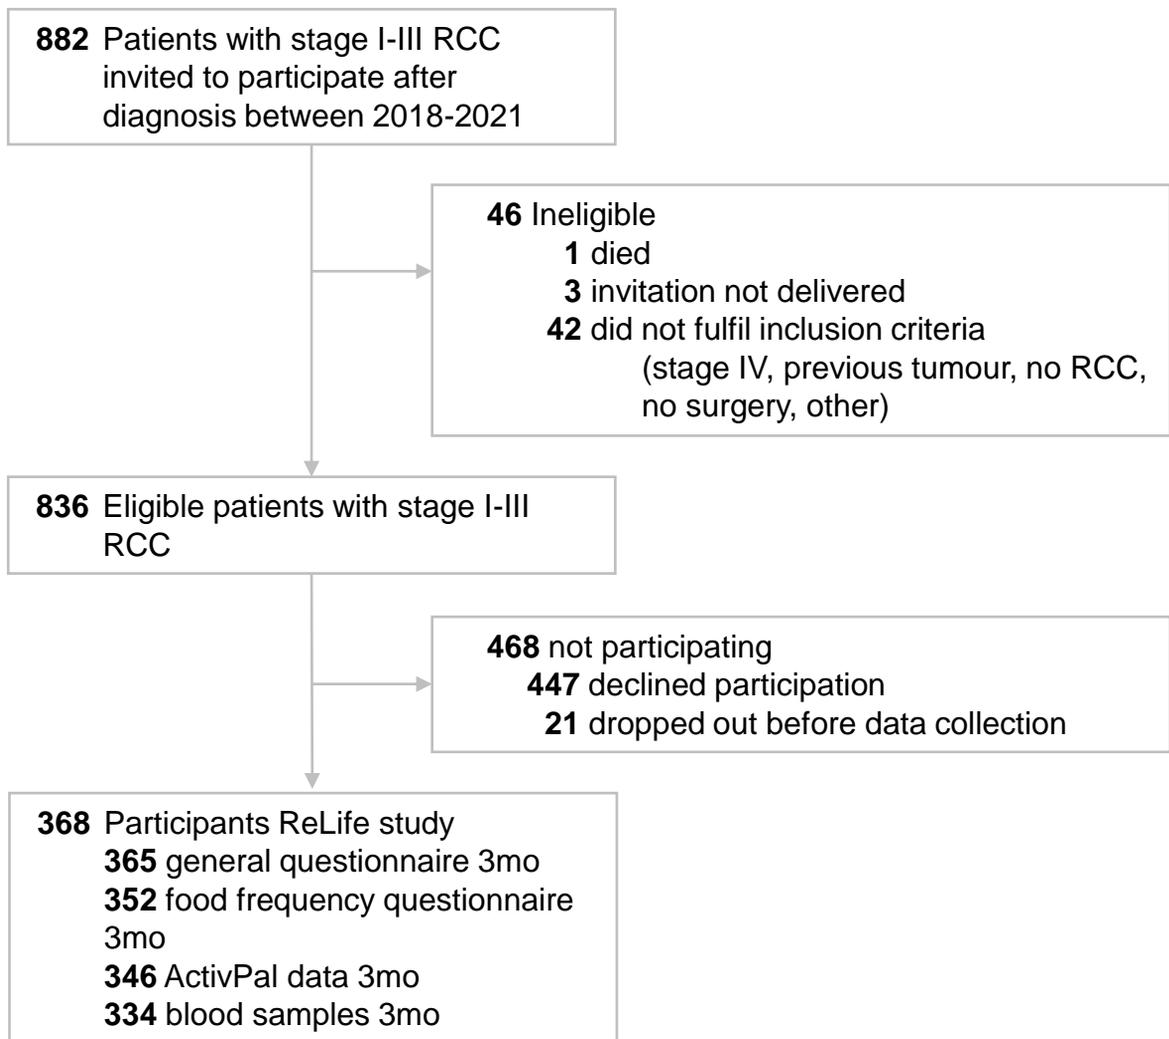 882 Patients with stage I-III RCC
invited to participate after
diagnosis between 2018-2021
46 Ineligible
1 died
3 invitation not delivered
42 did not fulfil inclusion criteria
(stage IV, previous tumour, no RCC,
no surgery, other)
836 Eligible patients with stage I-III
RCC
468 not participating
447 declined participation
21 dropped out before data collection
368 Participants ReLife study
365 general questionnaire 3mo
352 food frequency questionnaire
3mo
346 ActivPal data 3mo
334 blood samples 3mo